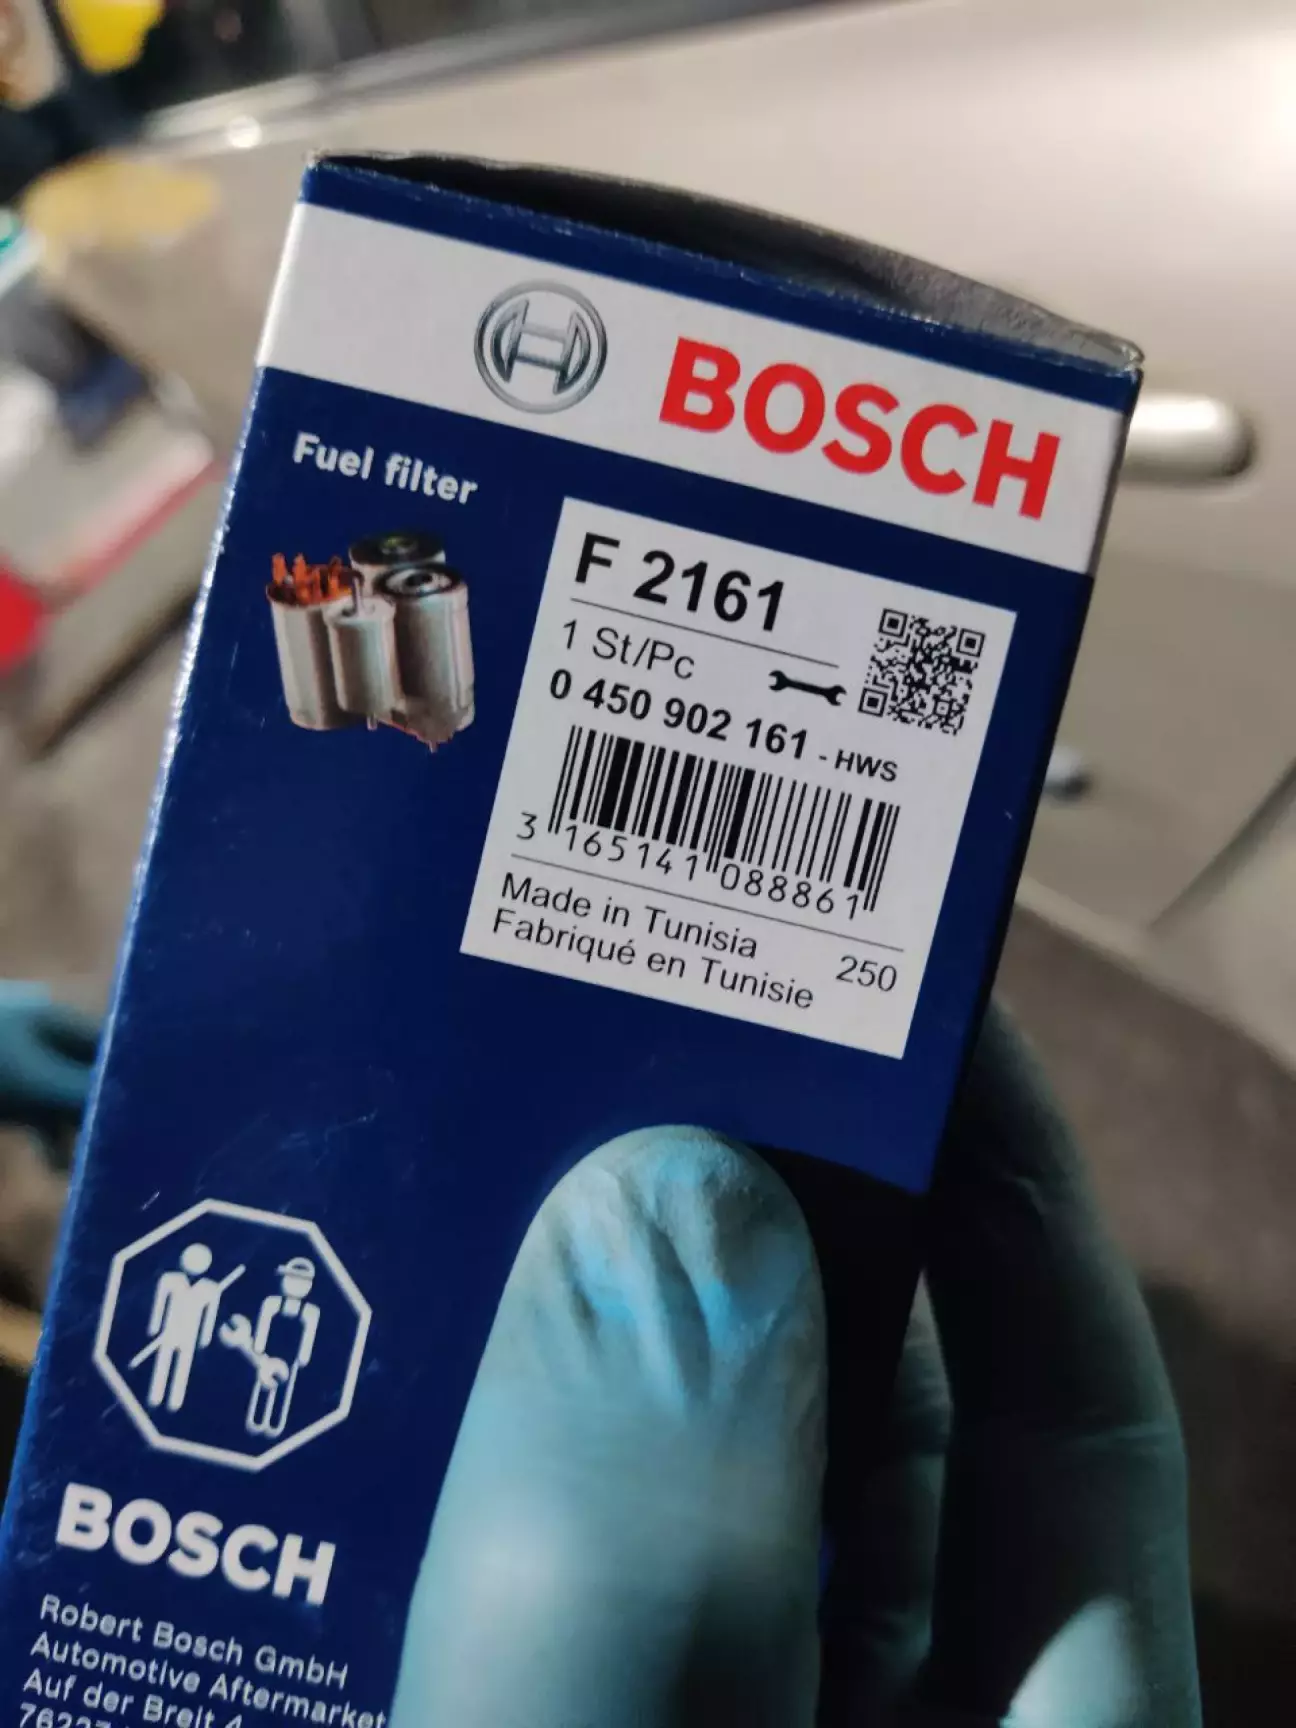 BOSCH
Fuel filter
F 2161
1 St/Pc
0 450 902 161 - HWS
3 165141 088861
Made in Tunisia
Fabriqué en Tunisie
250
BOSCH
Robert Bosch GmbH
Automotive Aftermarket
Auf der Breit 4